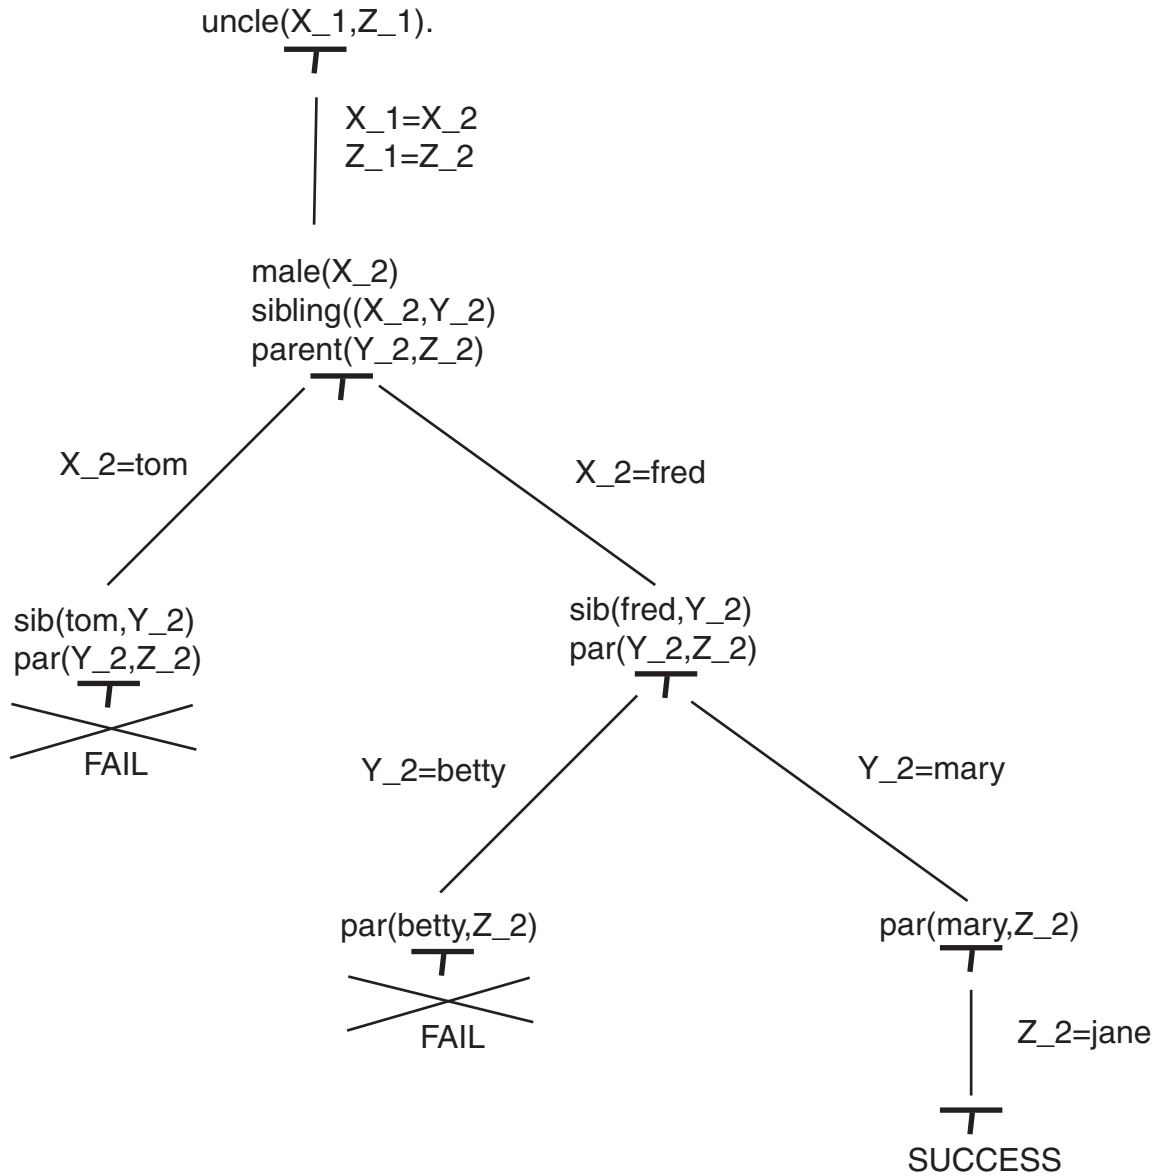 uncle(X_1,Z_1).
X_1=X_2
Z_1=Z_2
male(X_2)
sibling((X_2,Y_2)
parent(Y_2,Z_2)
X_2=tom
X_2=fred
sib(tom,Y_2)
par(Y_2,Z_2)
FAIL
sib(fred,Y_2)
par(Y_2,Z_2)
Y_2=betty
Y_2=mary
par(betty,Z_2)
FAIL
par(mary,Z_2)
Z_2=jane
SUCCESS